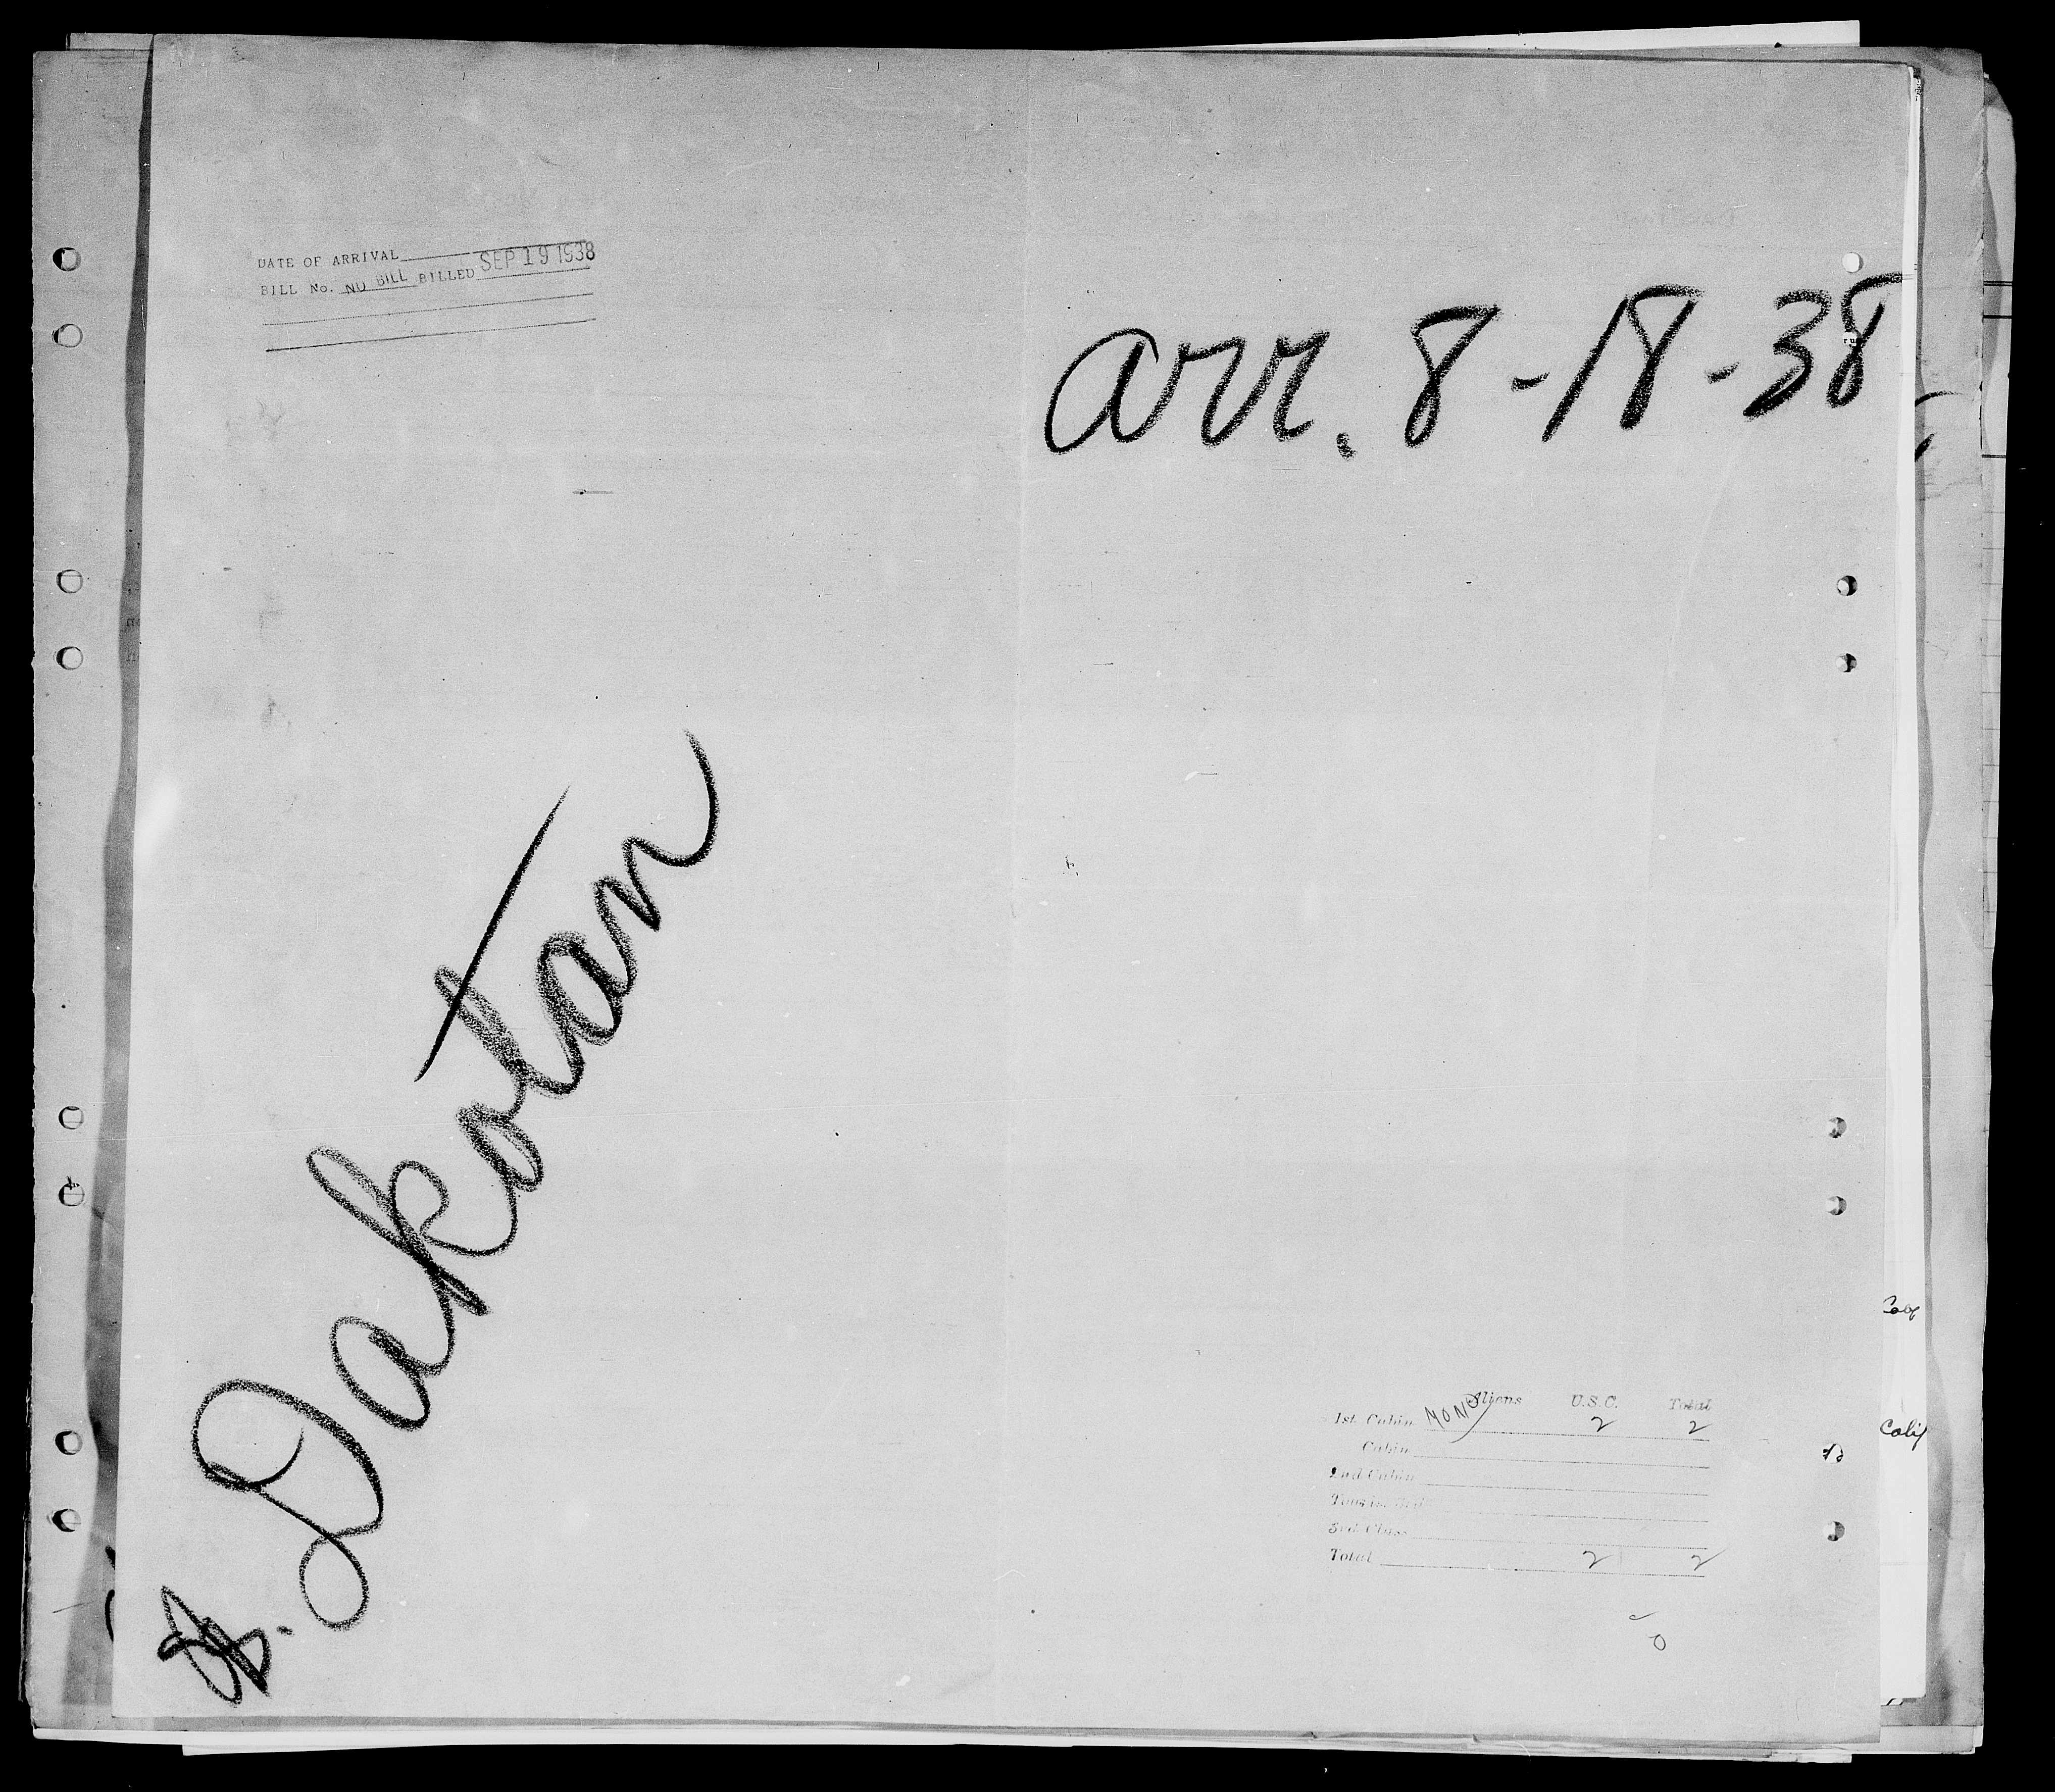 DATE OF ARRIVAL
BILL No. NO BILL BILLED SEP 19 1938
arr. 8-18-38
Dakotan
Aliens U.S.C. Total
1st Cabin NONE 2 2
Cabin
2nd Cabin
3rd Class
Total 2 2
Calif